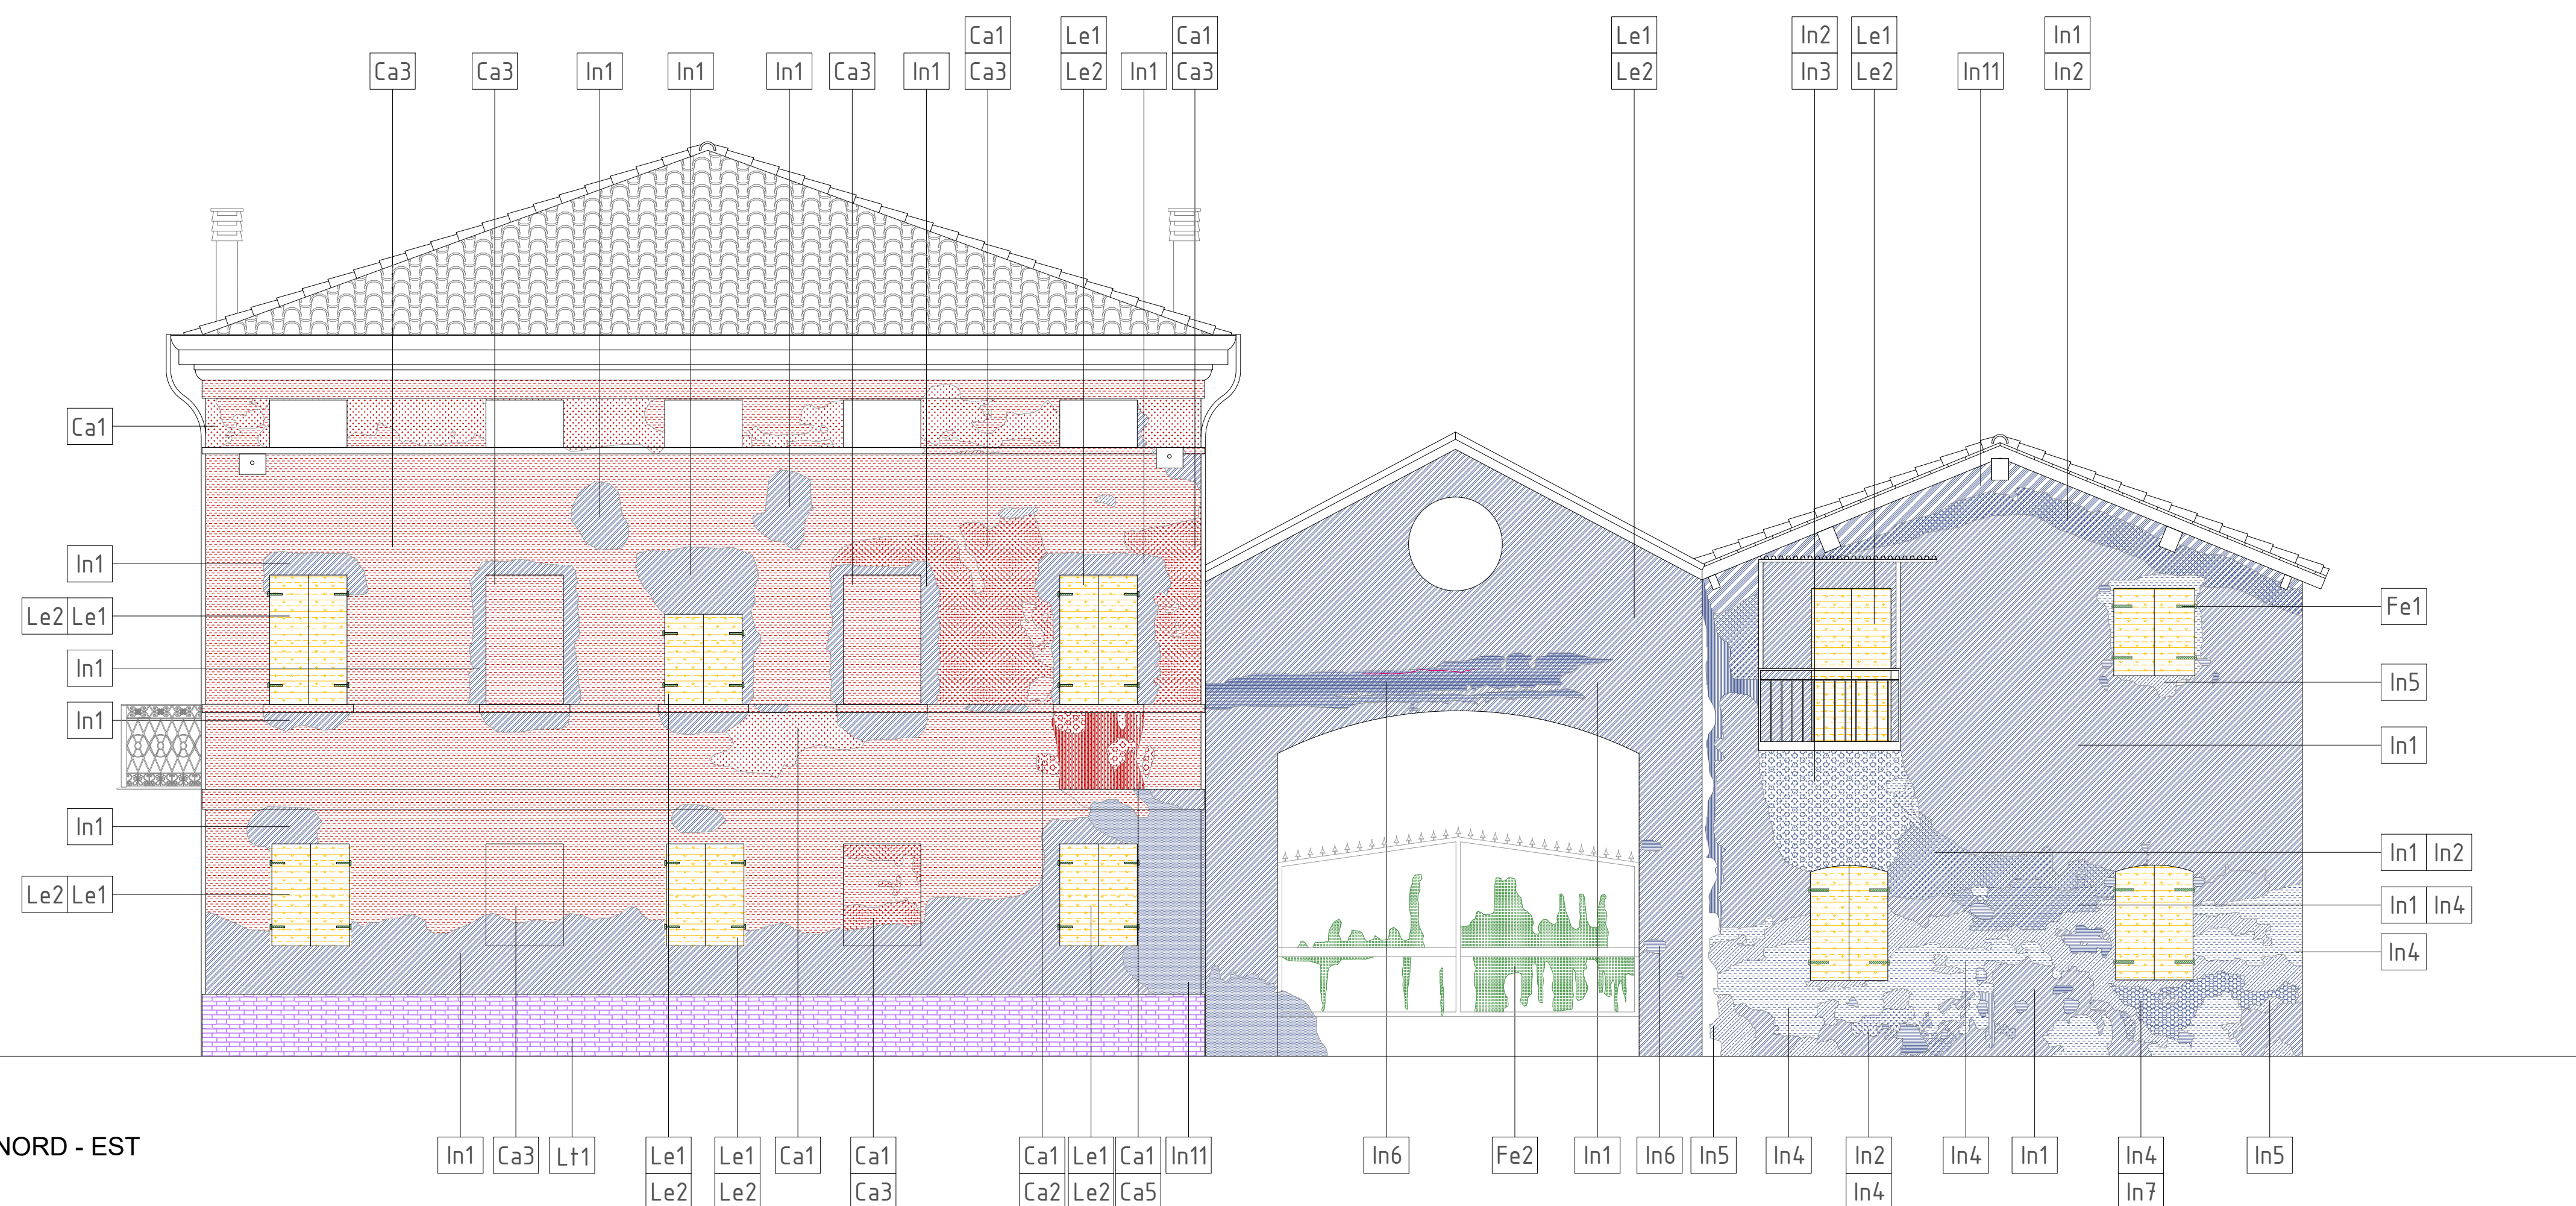 Ca1 Le1 Ca1 Le1 In2 Le1 In1
Ca3 Ca3 In1 In1 In1 Ca3 In1 Ca3 Le2 In1 Ca3 Le2 In3 Le2 In11 In2
Ca1
In1
Le2 Le1 Fe1
In1 In5
In1 In1
In1 In1 In2
Le2 Le1 In1 In4
In4
NORD - EST In1 Ca3 Lt1 Le1 Le1 Ca1 Ca1 Ca1 Le1 Ca1 In11 In6 Fe2 In1 In6 In5 In4 In2 In4 In1 In4 In5
Le2 Le2 Ca3 Ca2 Le2 Ca5 In4 In7